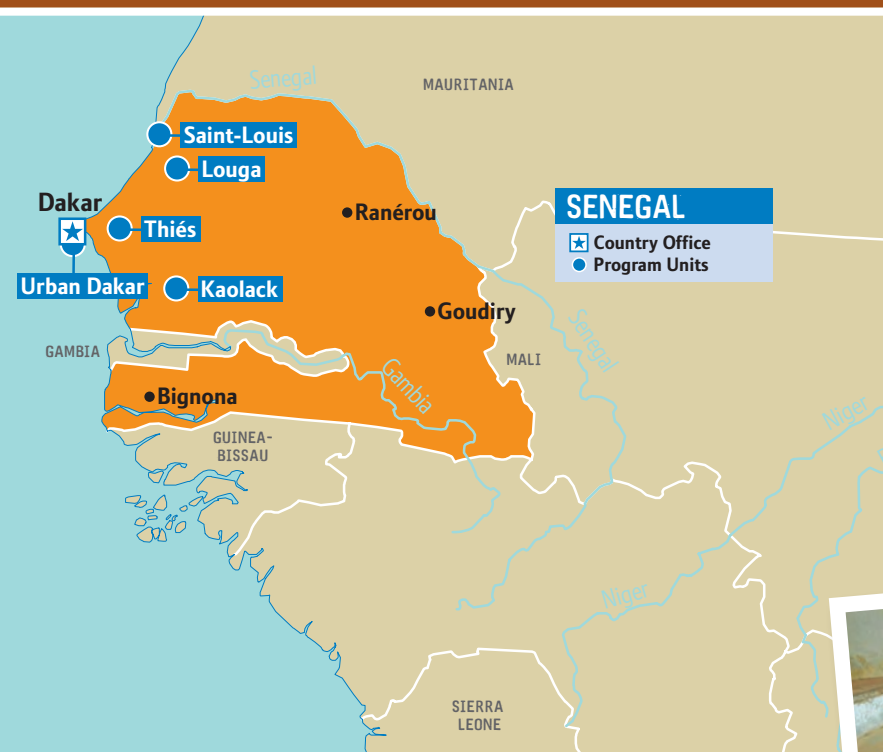 Senegal
MAURITANIA
Saint-Louis
Louga
Dakar
Thiés
Urban Dakar
Kaolack
•Ranérou
•Goudiry
SENEGAL
Country Office
Program Units
GAMBIA
MALI
Senegal
Gambia
•Bignona
GUINEA-
BISSAU
Niger
Niger
SIERRA
LEONE